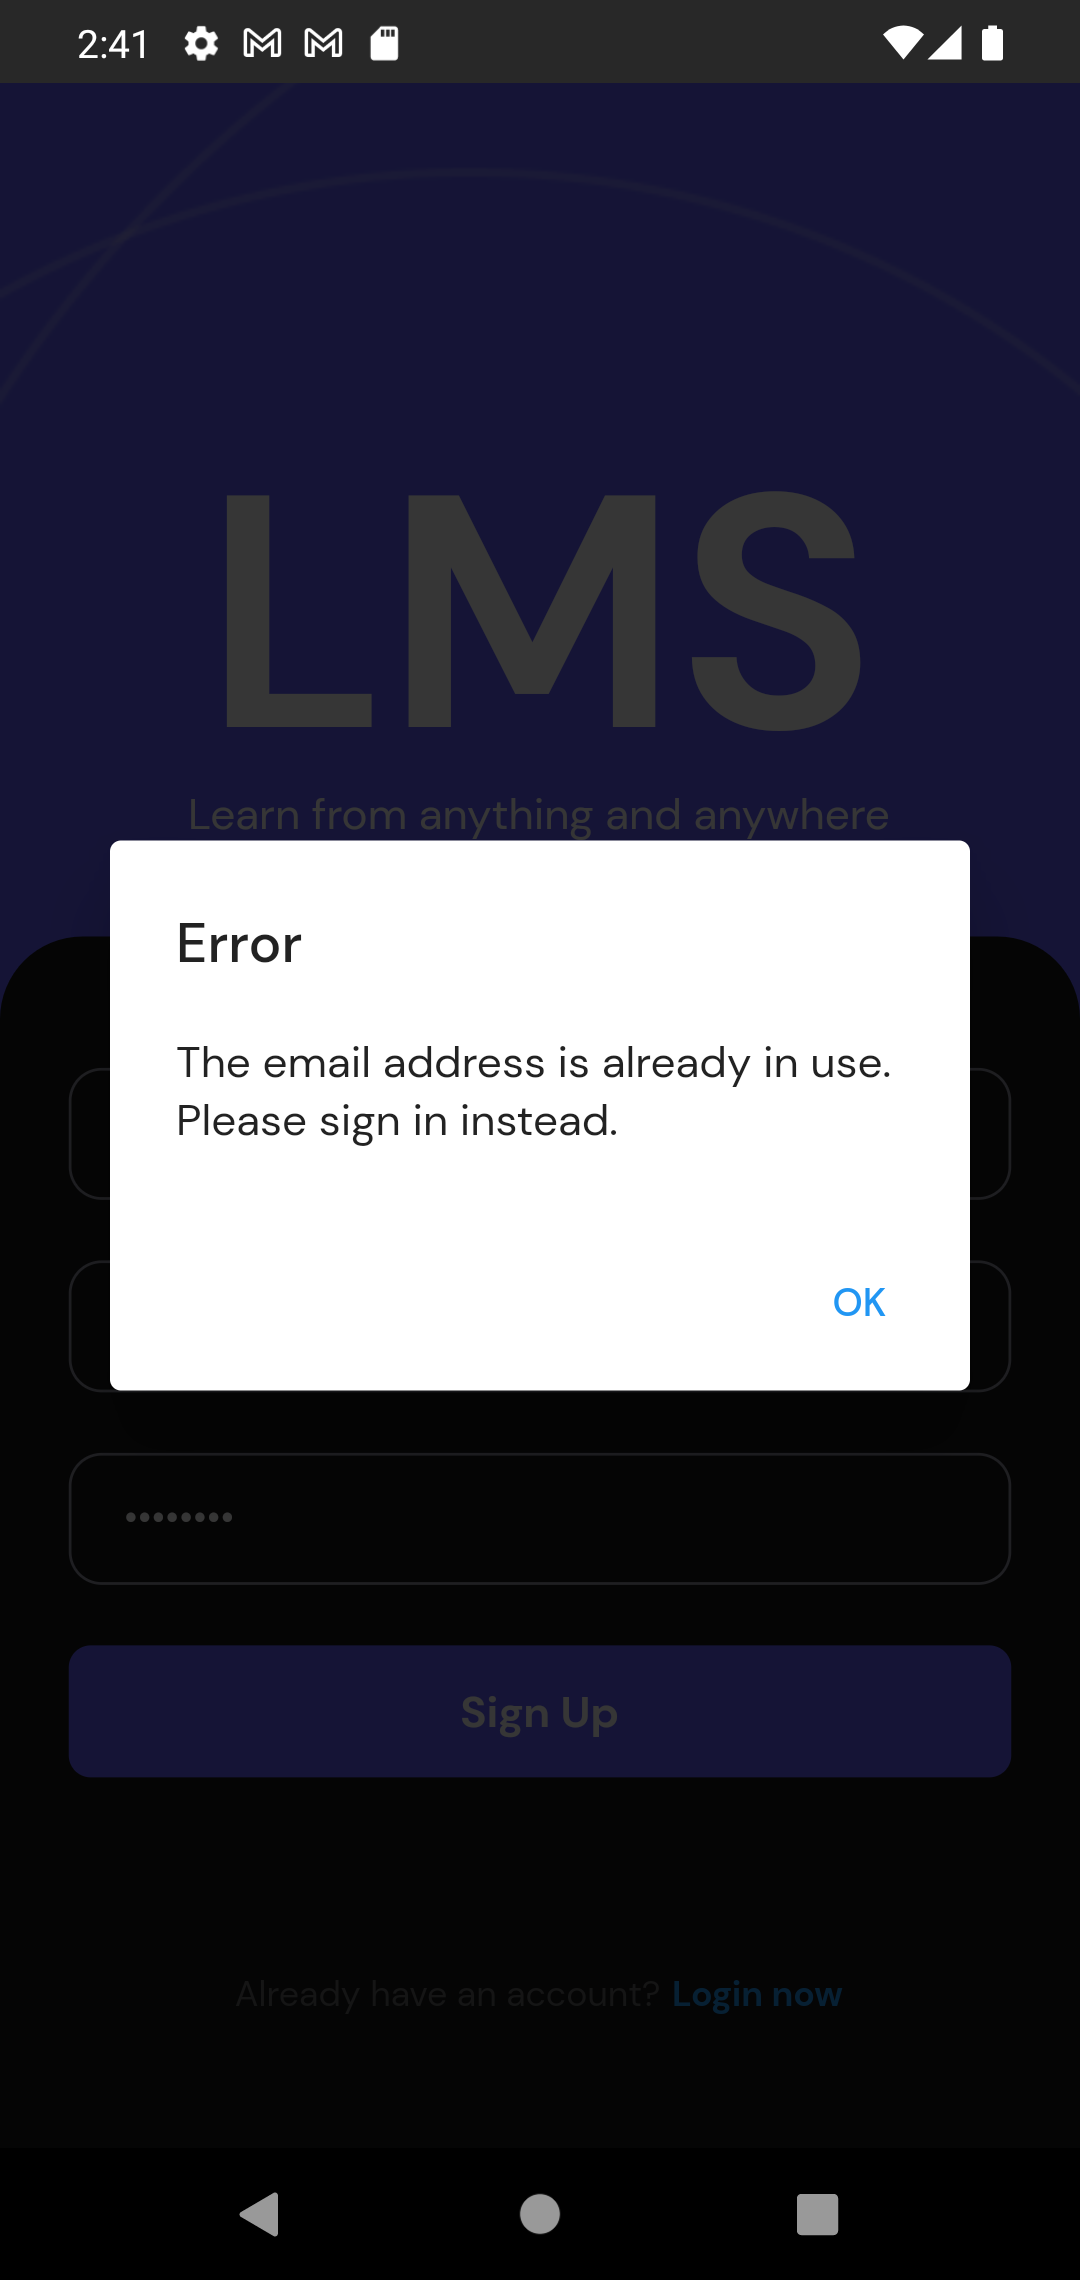 2:41
LMS
Learn from anything and anywhere
Error
The email address is already in use.
Please sign in instead.
OK
••••••••
Sign Up
Already have an account? Login now